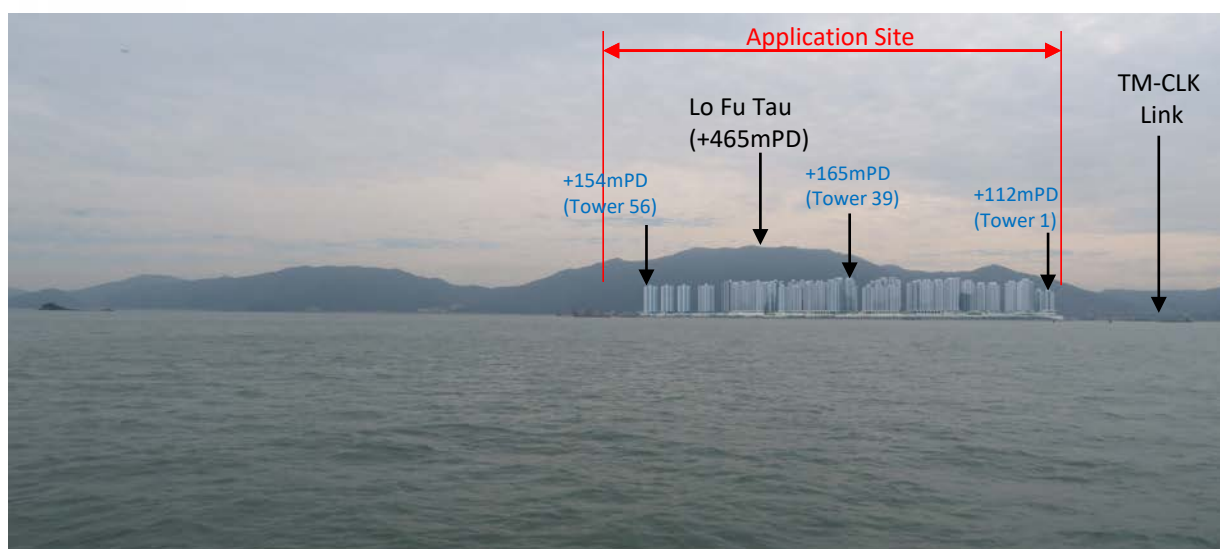 Application Site
TM-CLK
Link
Lo Fu Tau
(+465mPD)
+154mPD
(Tower 56)
+165mPD
(Tower 39)
+112mPD
(Tower 1)